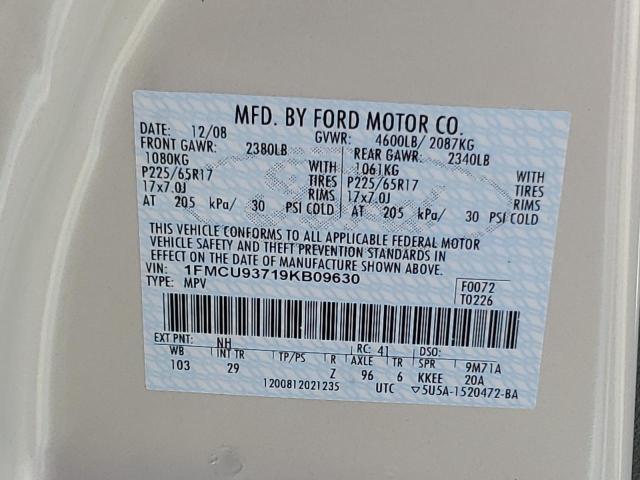 MFD. BY FORD MOTOR CO.
DATE: 12/08 GVWR: 4600LB/ 2087KG
FRONT GAWR: 2380LB REAR GAWR: 2340LB
1080KG WITH 1061KG WITH
P225/65R17 TIRES P225/65R17 TIRES
17x7.0J RIMS 17x7.0J RIMS
AT 205 kPa/ 30 PSI COLD AT 205 kPa/ 30 PSI COLD
THIS VEHICLE CONFORMS TO ALL APPLICABLE FEDERAL MOTOR
VEHICLE SAFETY AND THEFT PREVENTION STANDARDS IN
EFFECT ON THE DATE OF MANUFACTURE SHOWN ABOVE.
VIN: 1FMCU93719KB09630 F0072
TYPE: MPV T0226
EXT PNT: NH RC: 41 DSO:
WB INT TR TP/PS R AXLE TR SPR 9M71A
103 29 Z 96 6 KKEE 20A
1200812021235 UTC ▽5U5A-1520472-BA